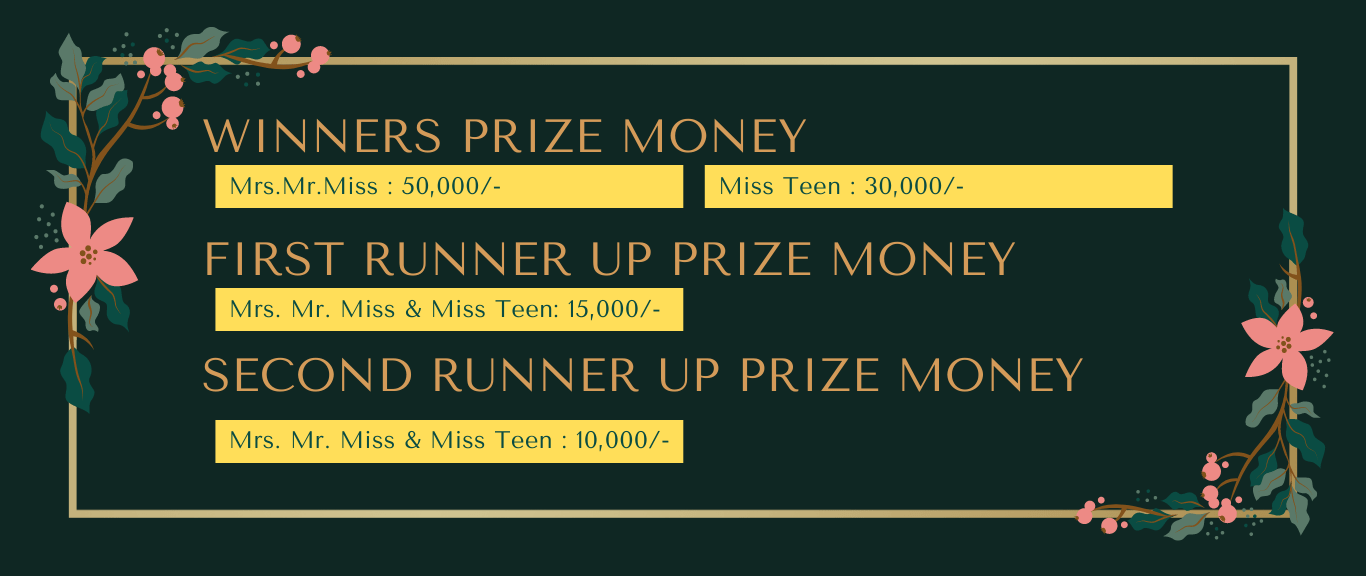 WINNERS PRIZE MONEY
Mrs.Mr.Miss : 50,000/-
Miss Teen : 30,000/-
FIRST RUNNER UP PRIZE MONEY
Mrs. Mr. Miss & Miss Teen: 15,000/-
SECOND RUNNER UP PRIZE MONEY
Mrs. Mr. Miss & Miss Teen : 10,000/-